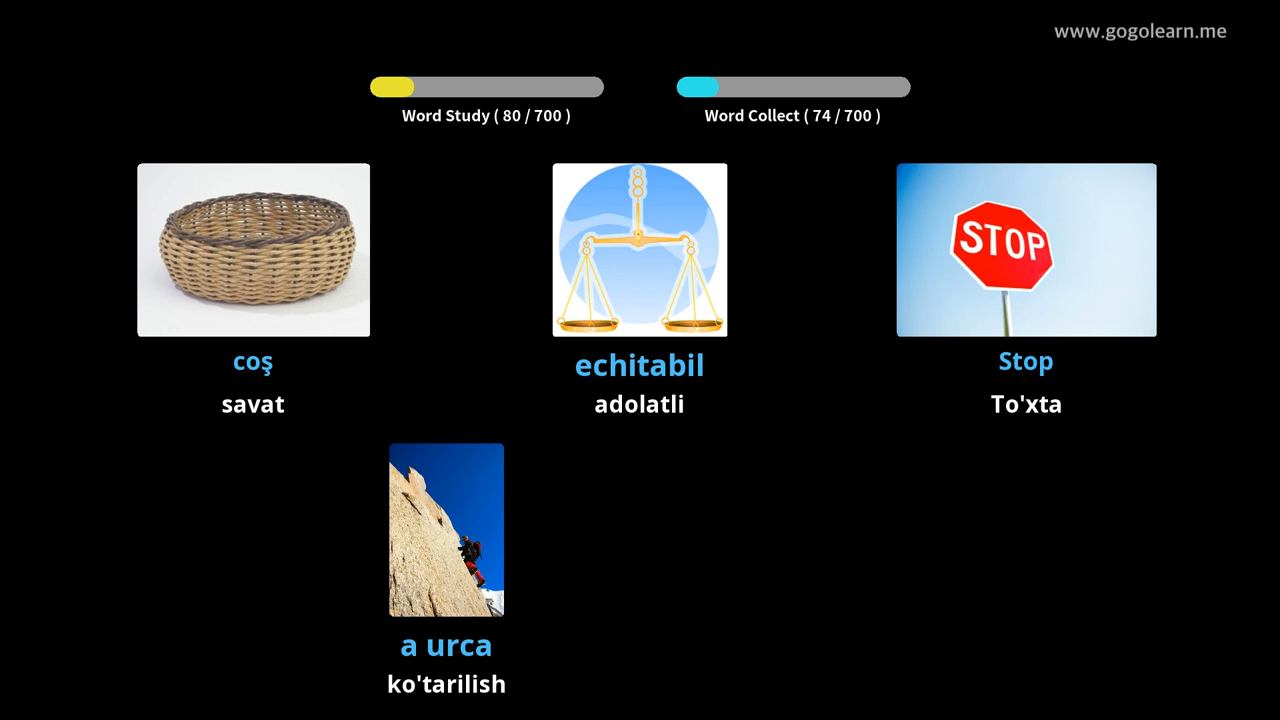 www.gogolearn.me
Word Study ( 80 / 700 )
Word Collect ( 74 / 700 )
STOP
coş
echitabil
Stop
savat
adolatli
To'xta
a urca
ko'tarilish